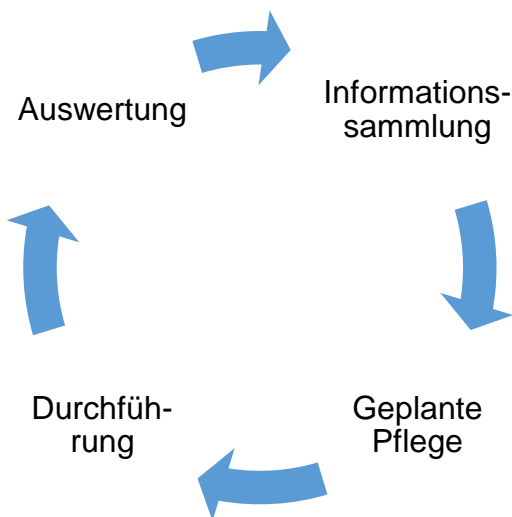 Auswertung
Informations-
sammlung
Geplante
Pflege
Durchfüh-
rung